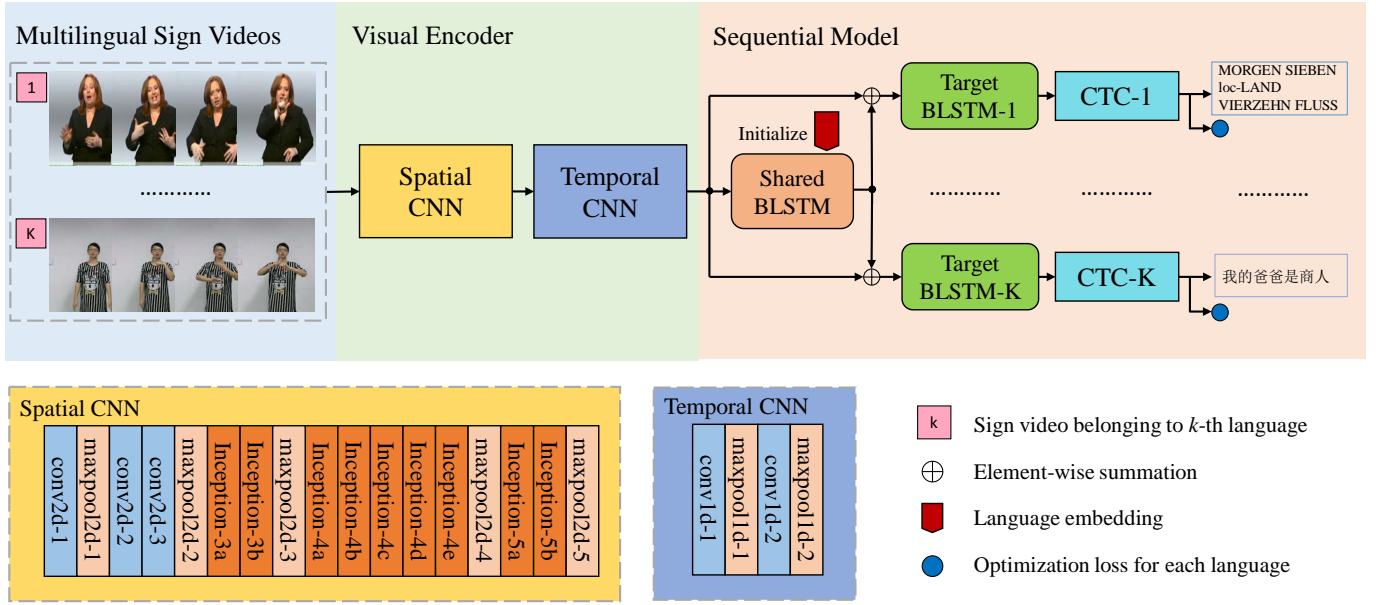 Multilingual Sign Videos
Visual Encoder
Sequential Model
1
…………
K
Spatial
CNN
Temporal
CNN
Initialize
Shared
BLSTM
Target
BLSTM-1
CTC-1
MORGEN SIEBEN
loc-LAND
VIERZEHN FLUSS
…………
…………
…………
Target
BLSTM-K
CTC-K
我的爸爸是商人
Spatial CNN
conv2d-1
maxpool2d-1
conv2d-2
conv2d-3
maxpool2d-2
Inception-3a
Inception-3b
maxpool2d-3
Inception-4a
Inception-4b
Inception-4c
Inception-4d
Inception-4e
maxpool2d-4
Inception-5a
Inception-5b
maxpool2d-5
Temporal CNN
conv1d-1
maxpool1d-1
conv1d-2
maxpool1d-2
k
Sign video belonging to k-th language
Element-wise summation
Language embedding
Optimization loss for each language